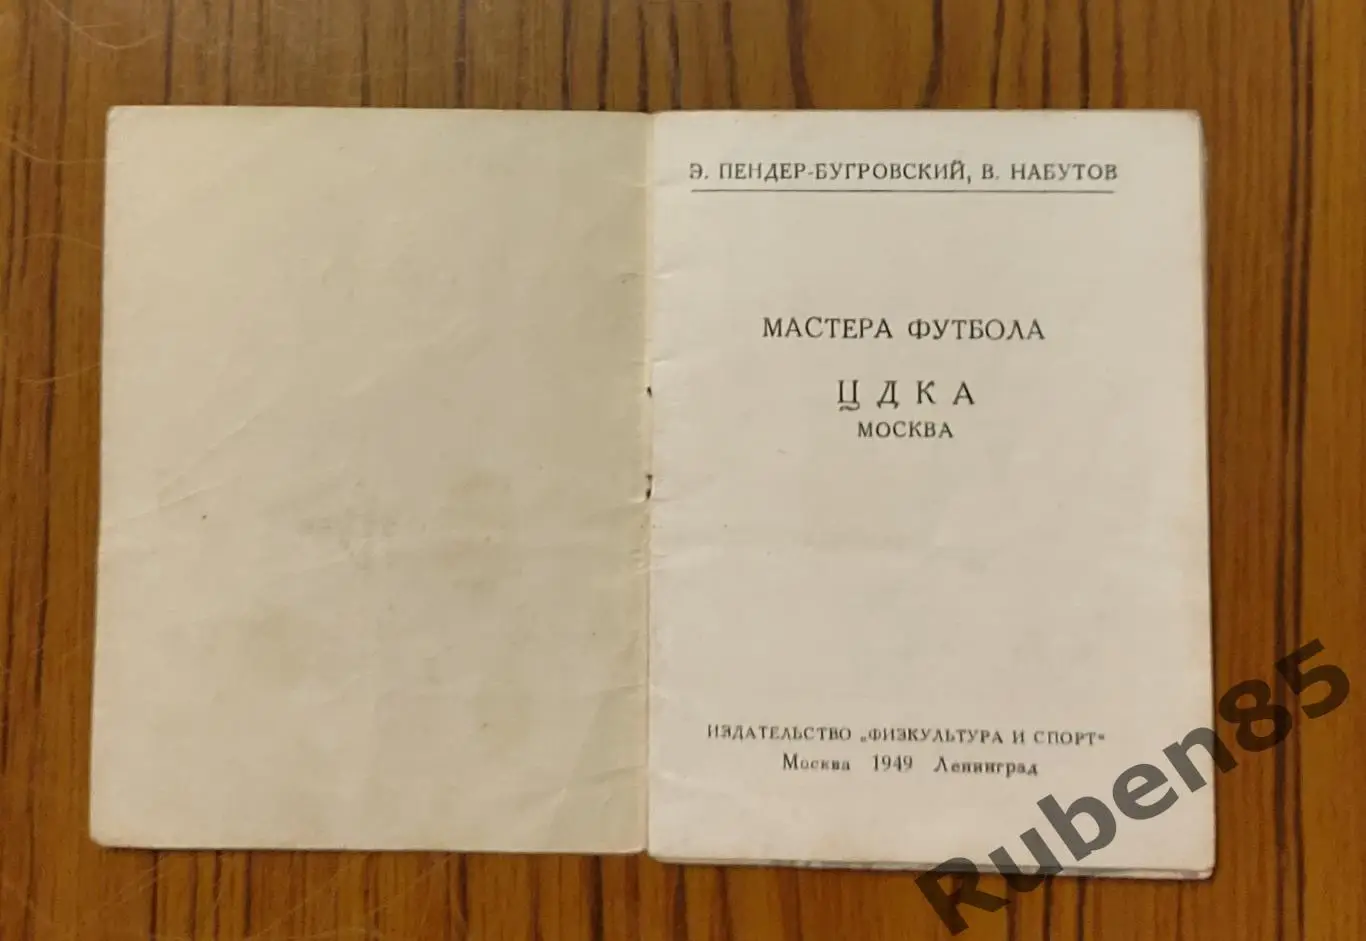 Э. ПЕНДЕР-БУГРОВСКИЙ, В. НАБУТОВ
МАСТЕРА ФУТБОЛА
ЦДКА
МОСКВА
ИЗДАТЕЛЬСТВО „ФИЗКУЛЬТУРА И СПОРТ“
Москва 1949 Ленинград
Ruben85